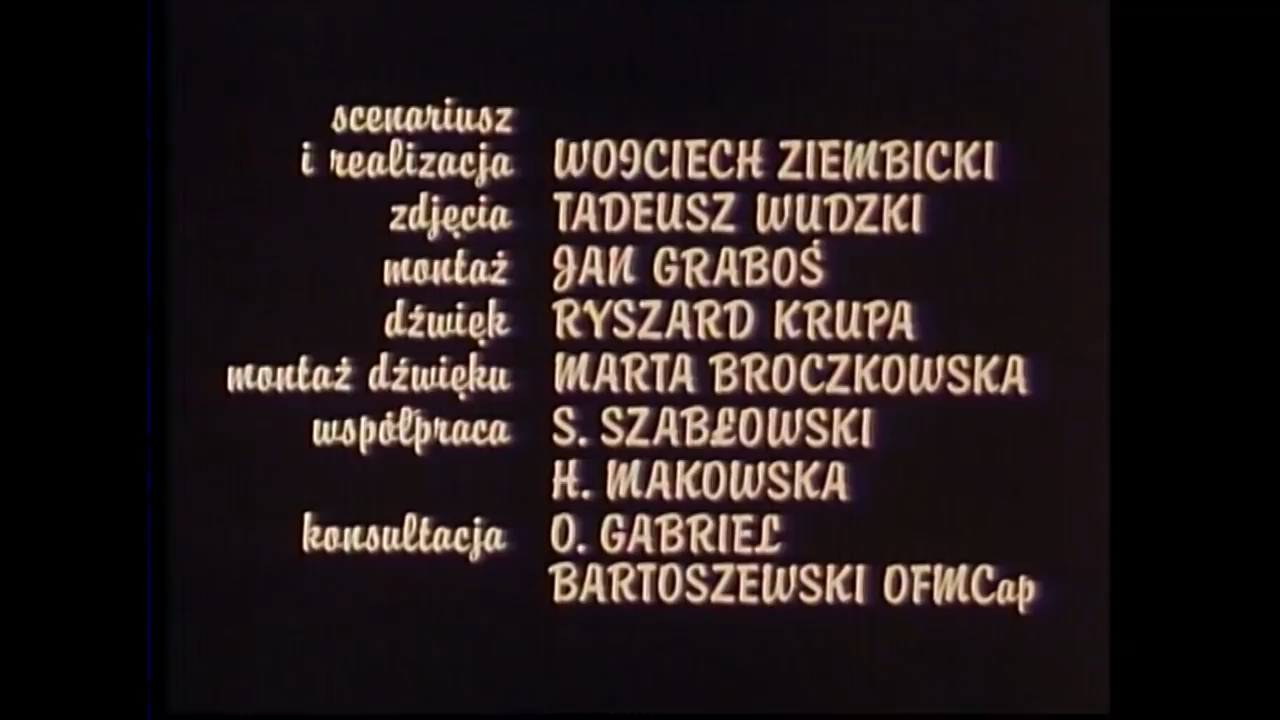 scenariusz
i realizacja WOJCIECH ZIEMBICKI
zdjęcia TADEUSZ WUDZKI
montaż JAN GRABOŚ
dźwięk RYSZARD KRUPA
montaż dźwięku MARTA BROCZKOWSKA
współpraca S. SZABŁOWSKI
H. MAKOWSKA
konsultacja O. GABRIEL
BARTOSZEWSKI OFMCap